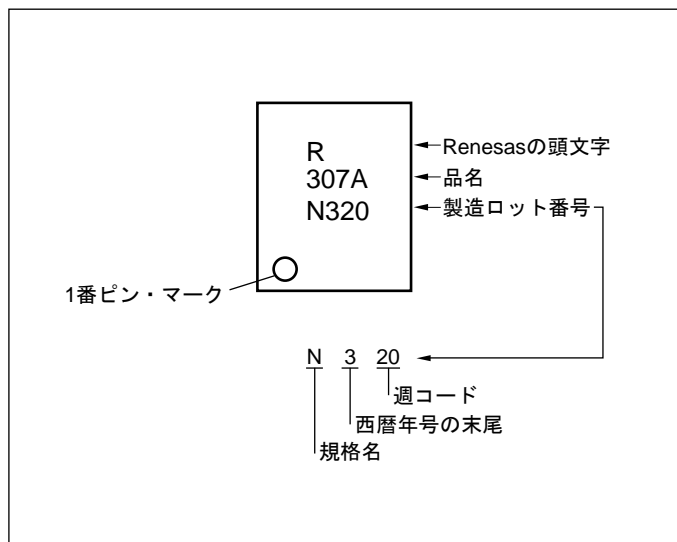 R
307A
N320
Renesasの頭文字
品名
製造ロット番号
1番ピン・マーク
N 3 20
週コード
西暦年号の末尾
規格名